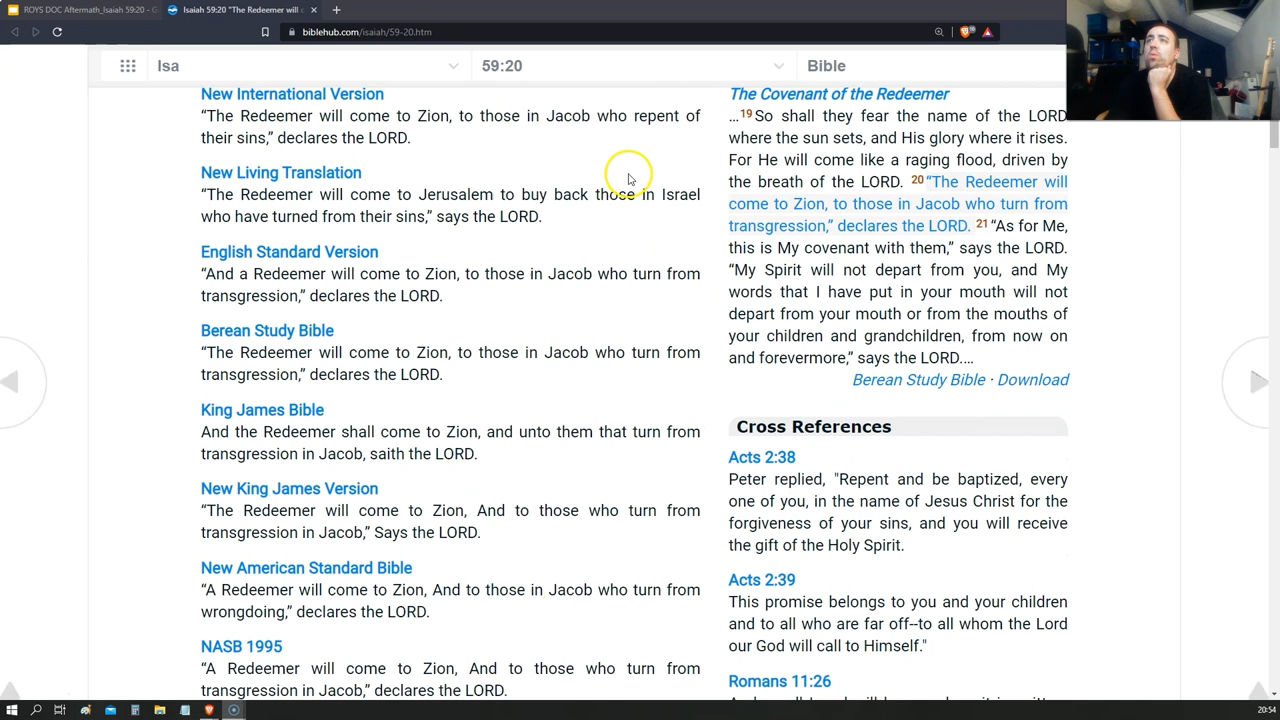 ROYS DOC Aftermath_Isaiah 59:20 - G
Isaiah 59:20 "The Redeemer will c
biblehub.com/isaiah/59-20.htm
Isa
59:20
Bible
New International Version
“The Redeemer will come to Zion, to those in Jacob who repent of
their sins,” declares the LORD.
New Living Translation
“The Redeemer will come to Jerusalem to buy back those in Israel
who have turned from their sins,” says the LORD.
English Standard Version
“And a Redeemer will come to Zion, to those in Jacob who turn from
transgression,” declares the LORD.
Berean Study Bible
“The Redeemer will come to Zion, to those in Jacob who turn from
transgression,” declares the LORD.
King James Bible
And the Redeemer shall come to Zion, and unto them that turn from
transgression in Jacob, saith the LORD.
New King James Version
“The Redeemer will come to Zion, And to those who turn from
transgression in Jacob,” Says the LORD.
New American Standard Bible
“A Redeemer will come to Zion, And to those in Jacob who turn from
wrongdoing,” declares the LORD.
NASB 1995
“A Redeemer will come to Zion, And to those who turn from
transgression in Jacob,” declares the LORD.
The Covenant of the Redeemer
…19So shall they fear the name of the LORD
where the sun sets, and His glory where it rises.
For He will come like a raging flood, driven by
the breath of the LORD. 20“The Redeemer will
come to Zion, to those in Jacob who turn from
transgression,” declares the LORD. 21“As for Me,
this is My covenant with them,” says the LORD.
“My Spirit will not depart from you, and My
words that I have put in your mouth will not
depart from your mouth or from the mouths of
your children and grandchildren, from now on
and forevermore,” says the LORD.…
Berean Study Bible · Download
Cross References
Acts 2:38
Peter replied, "Repent and be baptized, every
one of you, in the name of Jesus Christ for the
forgiveness of your sins, and you will receive
the gift of the Holy Spirit.
Acts 2:39
This promise belongs to you and your children
and to all who are far off--to all whom the Lord
our God will call to Himself."
Romans 11:26
20:54